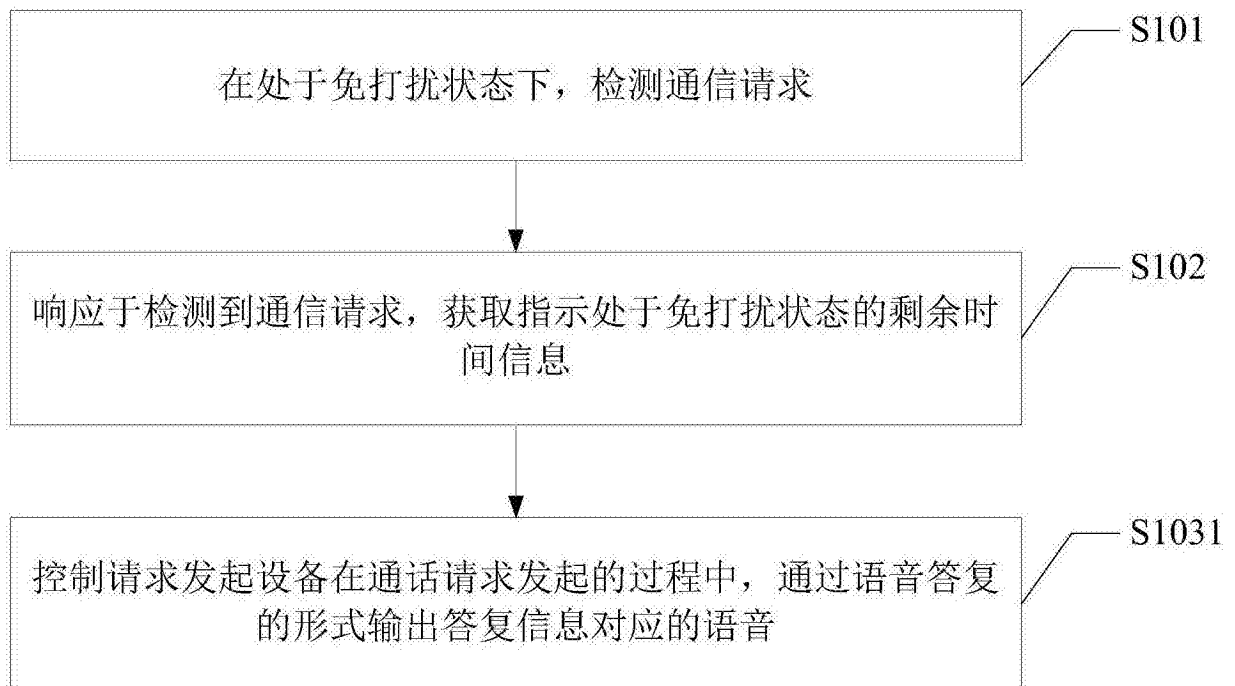 S101
在处于免打扰状态下，检测通信请求
S102
响应于检测到通信请求，获取指示处于免打扰状态的剩余时
间信息
S1031
控制请求发起设备在通话请求发起的过程中，通过语音答复
的形式输出答复信息对应的语音